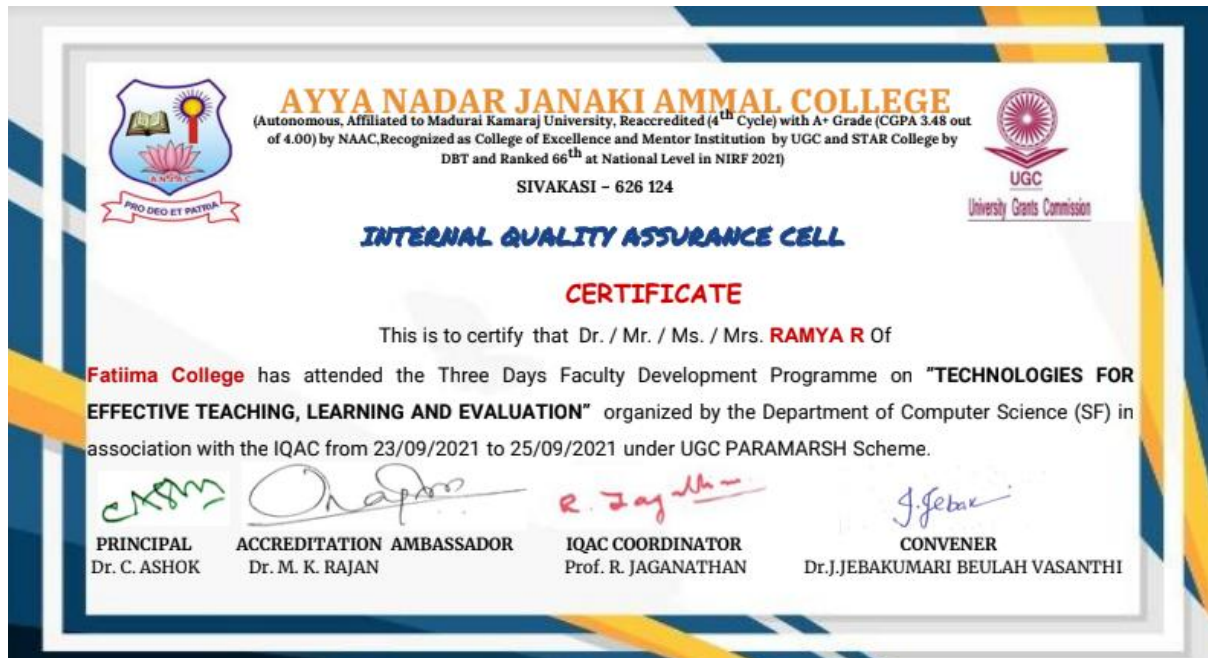 AYYA NADAR JANAKI AMMAL COLLEGE
(Autonomous, Affiliated to Madurai Kamaraj University, Reaccredited (4th Cycle) with A+ Grade (CGPA 3.48 out
of 4.00) by NAAC,Recognized as College of Excellence and Mentor Institution by UGC and STAR College by
DBT and Ranked 66th at National Level in NIRF 2021)
SIVAKASI – 626 124
A.N.J.A.C
PRO DEO ET PATRIA
UGC
University Grants Commission
INTERNAL QUALITY ASSURANCE CELL
CERTIFICATE
This is to certify that Dr. / Mr. / Ms. / Mrs. RAMYA R Of
Fatiima College has attended the Three Days Faculty Development Programme on "TECHNOLOGIES FOR
EFFECTIVE TEACHING, LEARNING AND EVALUATION" organized by the Department of Computer Science (SF) in
association with the IQAC from 23/09/2021 to 25/09/2021 under UGC PARAMARSH Scheme.
R. Jag
J. Jebak
PRINCIPAL ACCREDITATION AMBASSADOR IQAC COORDINATOR CONVENER
Dr. C. ASHOK Dr. M. K. RAJAN Prof. R. JAGANATHAN Dr.J.JEBAKUMARI BEULAH VASANTHI